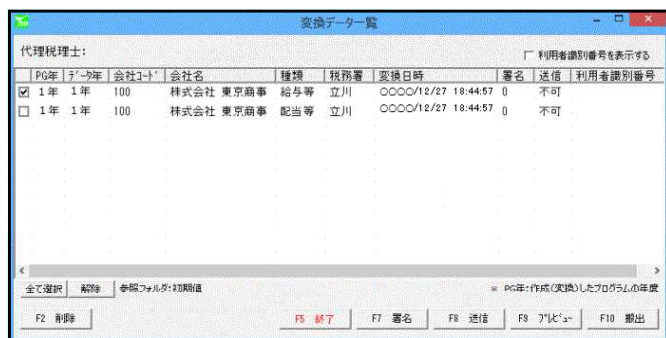 変換データ一覧
代理税理士:
利用者識別番号を表示する
PG年 データ年 会社コード 会社名 種類 税務署 変換日時 署名 送信 利用者識別番号
1年 1年 100 株式会社 東京商事 給与等 立川 〇〇〇〇/12/27 18:44:57 0 不可
1年 1年 100 株式会社 東京商事 配当等 立川 〇〇〇〇/12/27 18:44:57 0 不可
全て選択 解除 参照フォルダ:初期値 ※ PG年:作成(変換)したプログラムの年度
F2 削除 F5 終了 F7 署名 F8 送信 F9 プレビュー F10 搬出